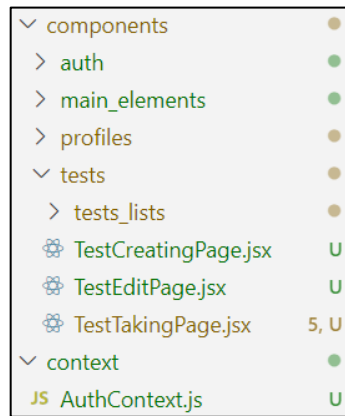 components
auth
main_elements
profiles
tests
tests_lists
TestCreatingPage.jsx U
TestEditPage.jsx U
TestTakingPage.jsx 5, U
context
JS AuthContext.js U